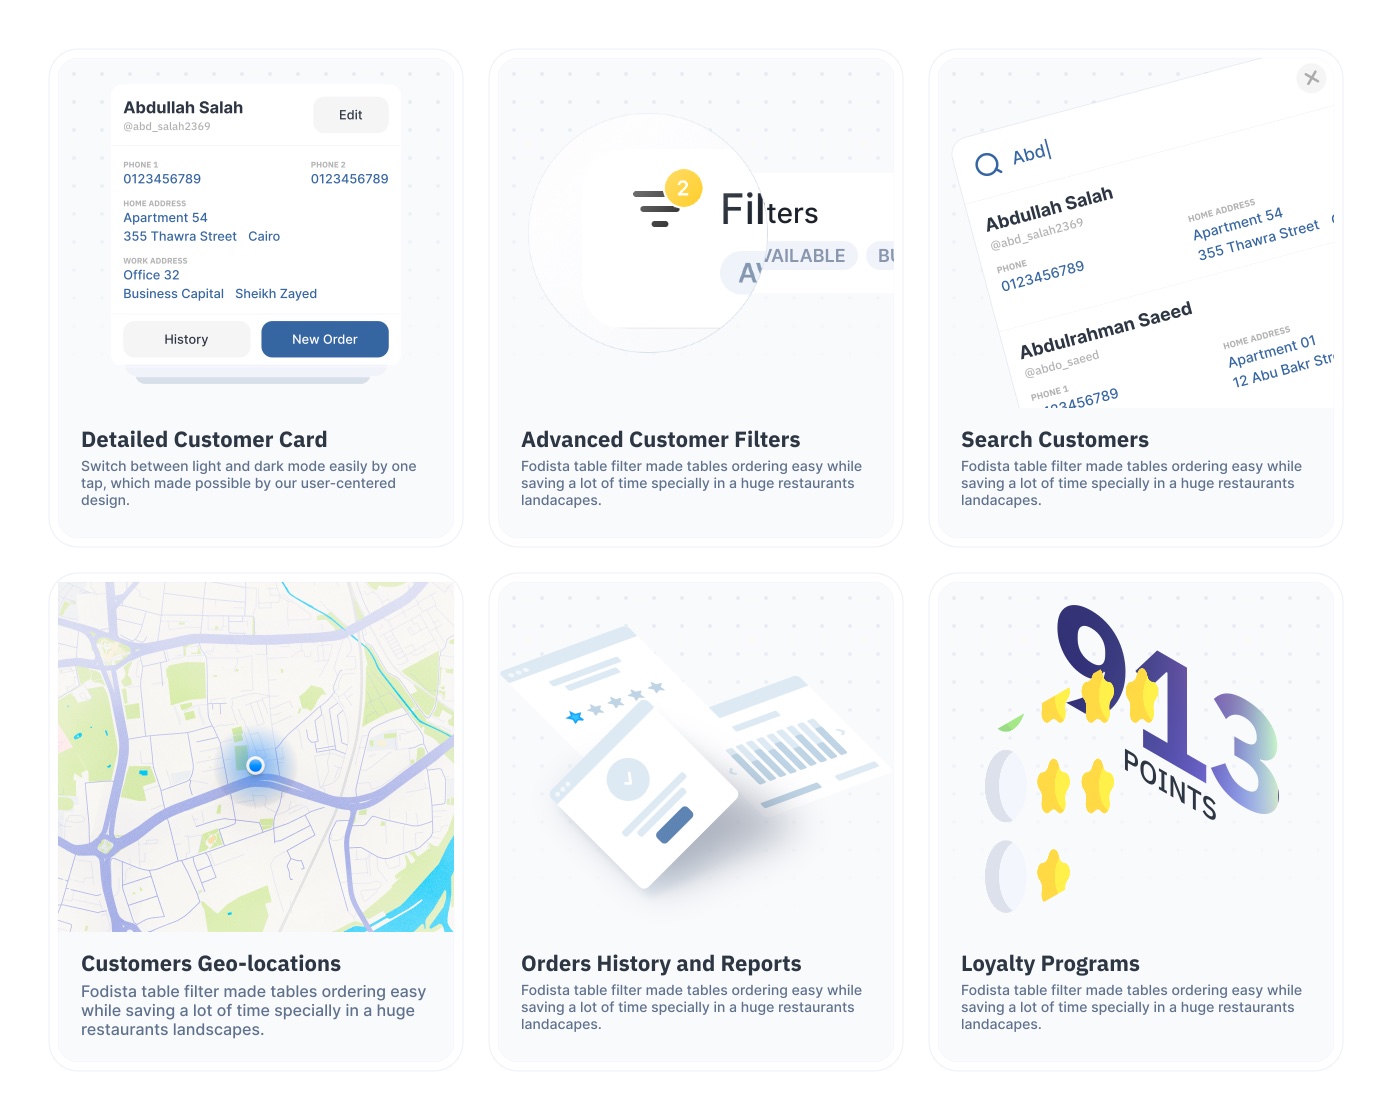 Abdullah Salah
@abd_salah2369
Edit
PHONE 1
PHONE 2
0123456789
0123456789
HOME ADDRESS
Apartment 54
355 Thawra Street Cairo
WORK ADDRESS
Office 32
Business Capital Sheikh Zayed
History
New Order
Detailed Customer Card
Switch between light and dark mode easily by one
tap, which made possible by our user-centered
design.
2
Filters
AVAILABLE
BU
Advanced Customer Filters
Fodista table filter made tables ordering easy while
saving a lot of time specially in a huge restaurants
landacapes.
Abd
Abdullah Salah
@abd_salah2369
PHONE
0123456789
HOME ADDRESS
Apartment 54
355 Thawra Street
Abdulrahman Saeed
@abdo_saeed
PHONE 1
0123456789
HOME ADDRESS
Apartment 01
12 Abu Bakr Str
Search Customers
Fodista table filter made tables ordering easy while
saving a lot of time specially in a huge restaurants
landacapes.
Customers Geo-locations
Fodista table filter made tables ordering easy
while saving a lot of time specially in a huge
restaurants landscapes.
Orders History and Reports
Fodista table filter made tables ordering easy while
saving a lot of time specially in a huge restaurants
landacapes.
913
POINTS
Loyalty Programs
Fodista table filter made tables ordering easy while
saving a lot of time specially in a huge restaurants
landacapes.